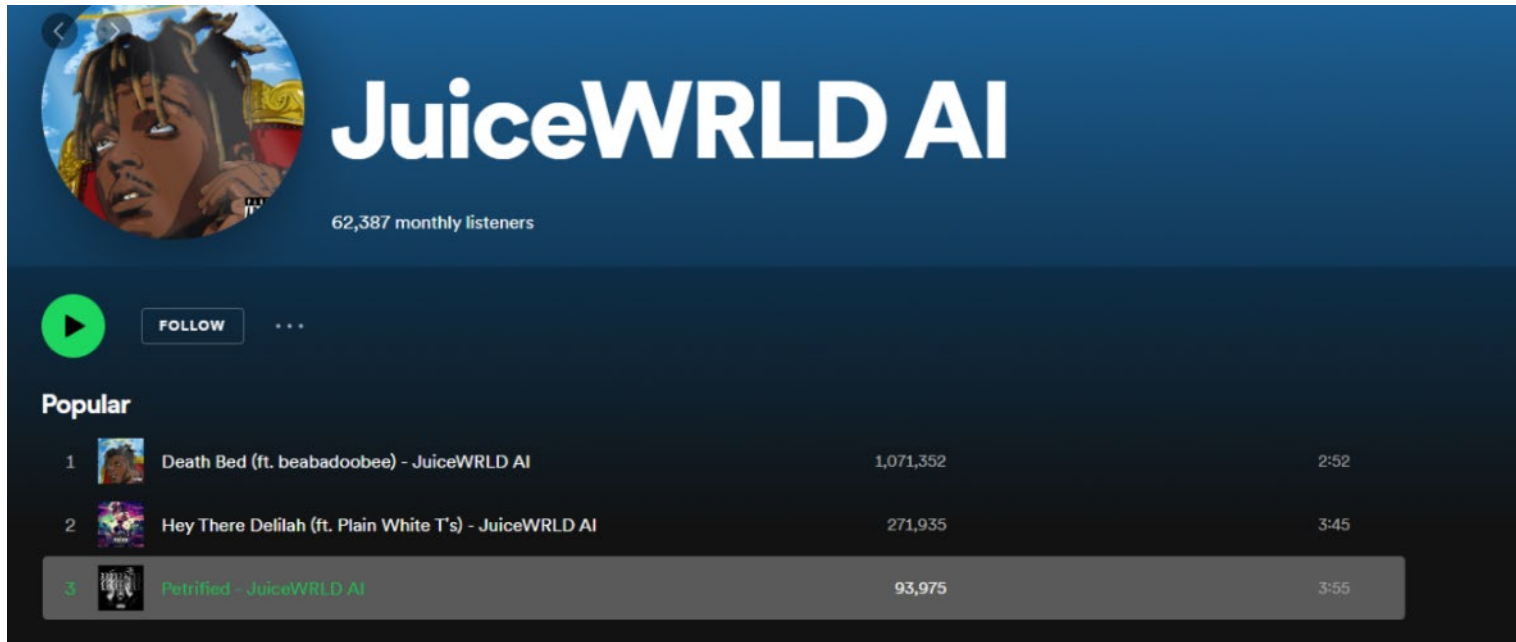 JuiceWRLD AI
62,387 monthly listeners
FOLLOW
Popular
1 Death Bed (ft. beabadoobee) - JuiceWRLD AI 1,071,352 2:52
2 Hey There Delilah (ft. Plain White T's) - JuiceWRLD AI 271,935 3:45
3 Petrified - JuiceWRLD AI 93,975 3:55